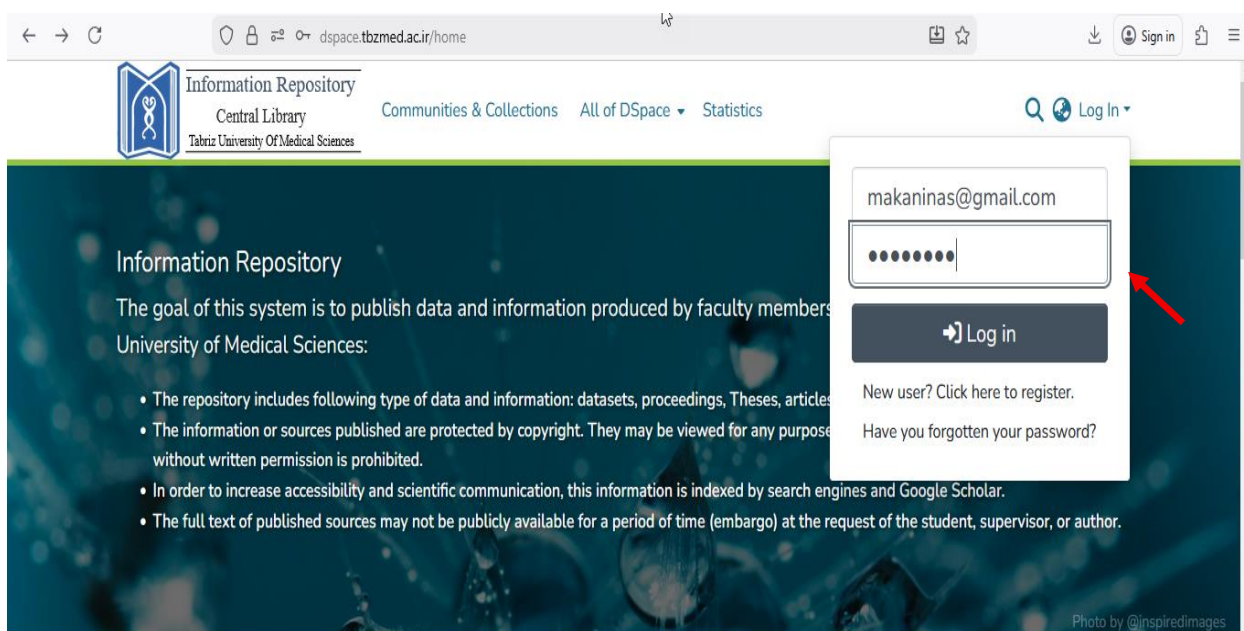 dspace.tbzmed.ac.ir/home
Sign in
Information Repository
Central Library
Tabriz University Of Medical Sciences
Communities & Collections
All of DSpace
Statistics
Log In
makaninas@gmail.com
••••••••
Log in
New user? Click here to register.
Have you forgotten your password?
Information Repository
The goal of this system is to publish data and information produced by faculty members
University of Medical Sciences:
• The repository includes following type of data and information: datasets, proceedings, Theses, articles
• The information or sources published are protected by copyright. They may be viewed for any purpose
without written permission is prohibited.
• In order to increase accessibility and scientific communication, this information is indexed by search engines and Google Scholar.
• The full text of published sources may not be publicly available for a period of time (embargo) at the request of the student, supervisor, or author.
Photo by @inspiredimages